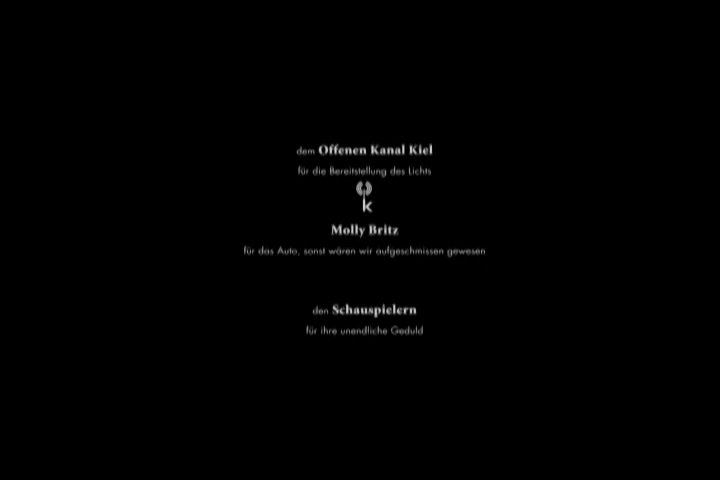 dem Offenen Kanal Kiel
für die Bereitstellung des Lichts
k
Molly Britz
für das Auto, sonst wären wir aufgeschmissen gewesen
den Schauspielern
für ihre unendliche Geduld